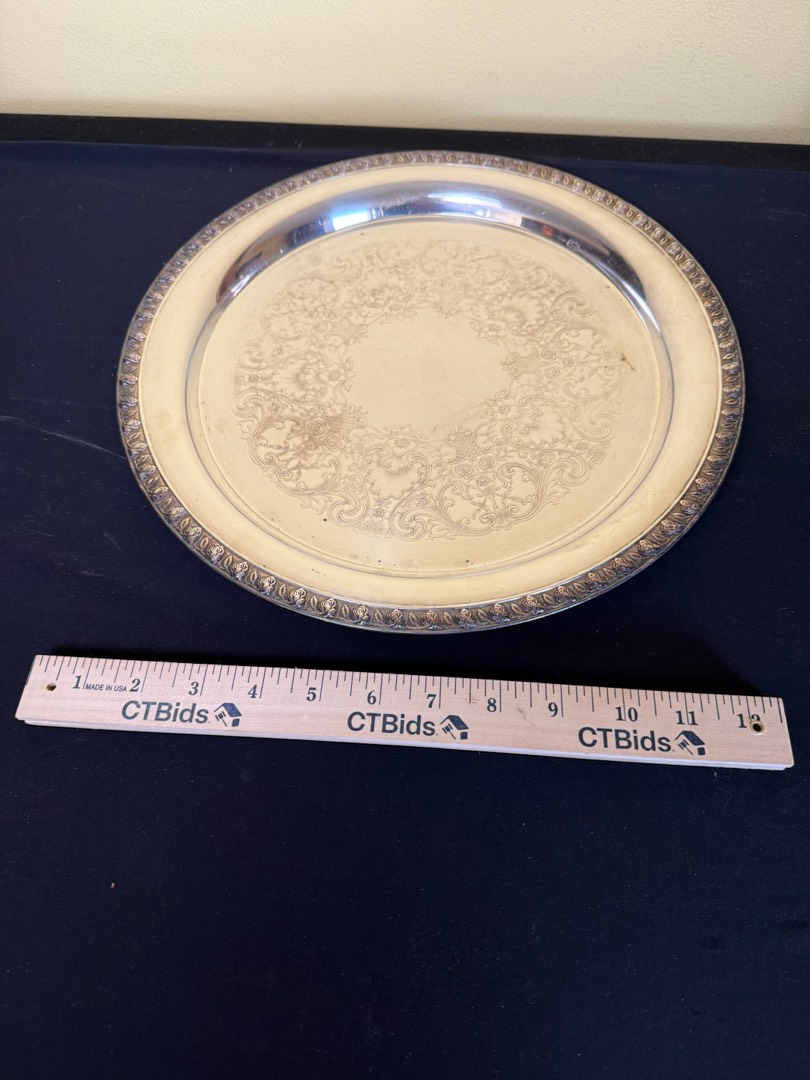 1 MADE IN USA 2 3 4 5 6 7 8 9 10 11 12
CTBids CTBids CTBids